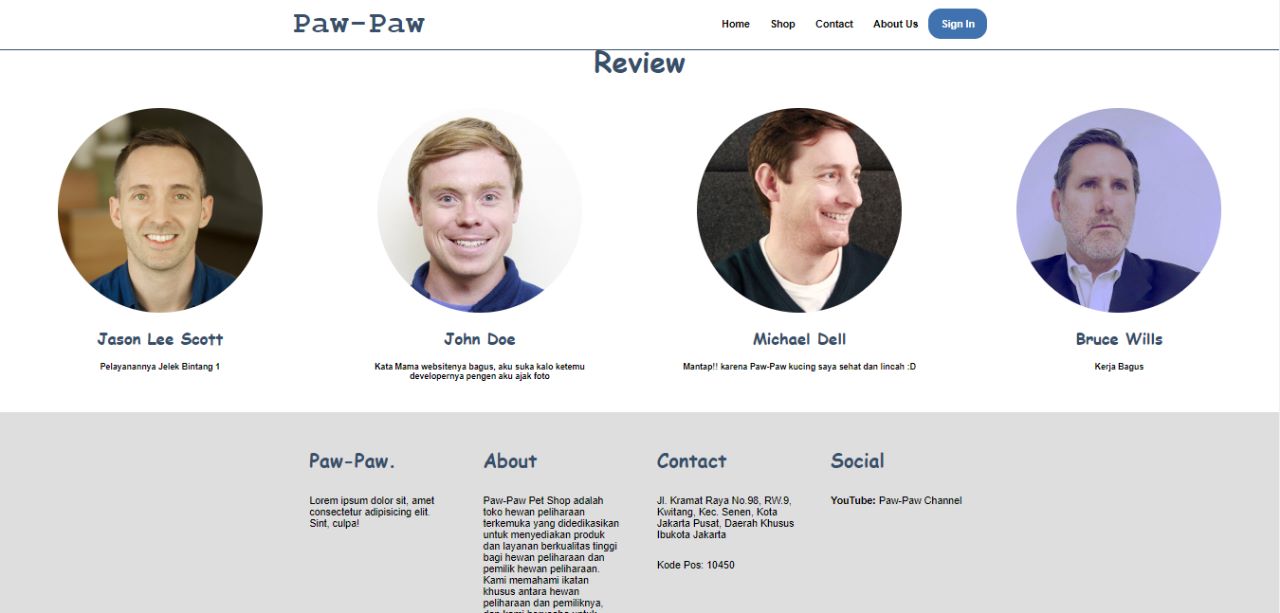 Paw-Paw
Home Shop Contact About Us Sign In
Review
Jason Lee Scott
Pelayanannya Jelek Bintang 1
John Doe
Kata Mama websitenya bagus, aku suka kalo ketemu
developernya pengen aku ajak foto
Michael Dell
Mantap!! karena Paw-Paw kucing saya sehat dan lincah :D
Bruce Wills
Kerja Bagus
Paw-Paw.
Lorem ipsum dolor sit, amet
consectetur adipisicing elit.
Sint, culpa!
About
Paw-Paw Pet Shop adalah
toko hewan peliharaan
terkemuka yang didedikasikan
untuk menyediakan produk
dan layanan berkualitas tinggi
bagi hewan peliharaan dan
pemilik hewan peliharaan.
Kami memahami ikatan
khusus antara hewan
peliharaan dan pemiliknya,
dan kami berusaha untuk
Contact
Jl. Kramat Raya No.98, RW.9,
Kwitang, Kec. Senen, Kota
Jakarta Pusat, Daerah Khusus
Ibukota Jakarta
Kode Pos: 10450
Social
YouTube: Paw-Paw Channel